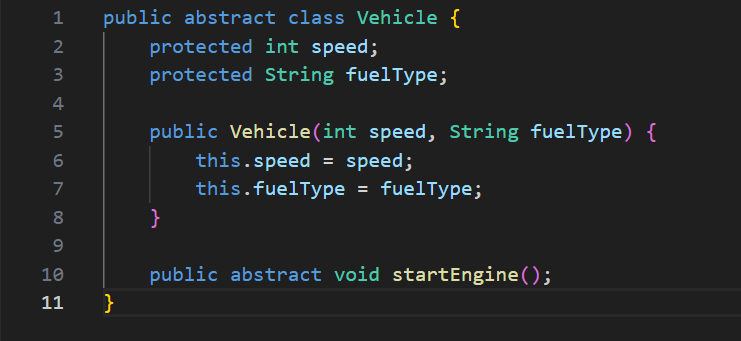 1 public abstract class Vehicle {
2     protected int speed;
3     protected String fuelType;
4
5     public Vehicle(int speed, String fuelType) {
6         this.speed = speed;
7         this.fuelType = fuelType;
8     }
9
10     public abstract void startEngine();
11 }